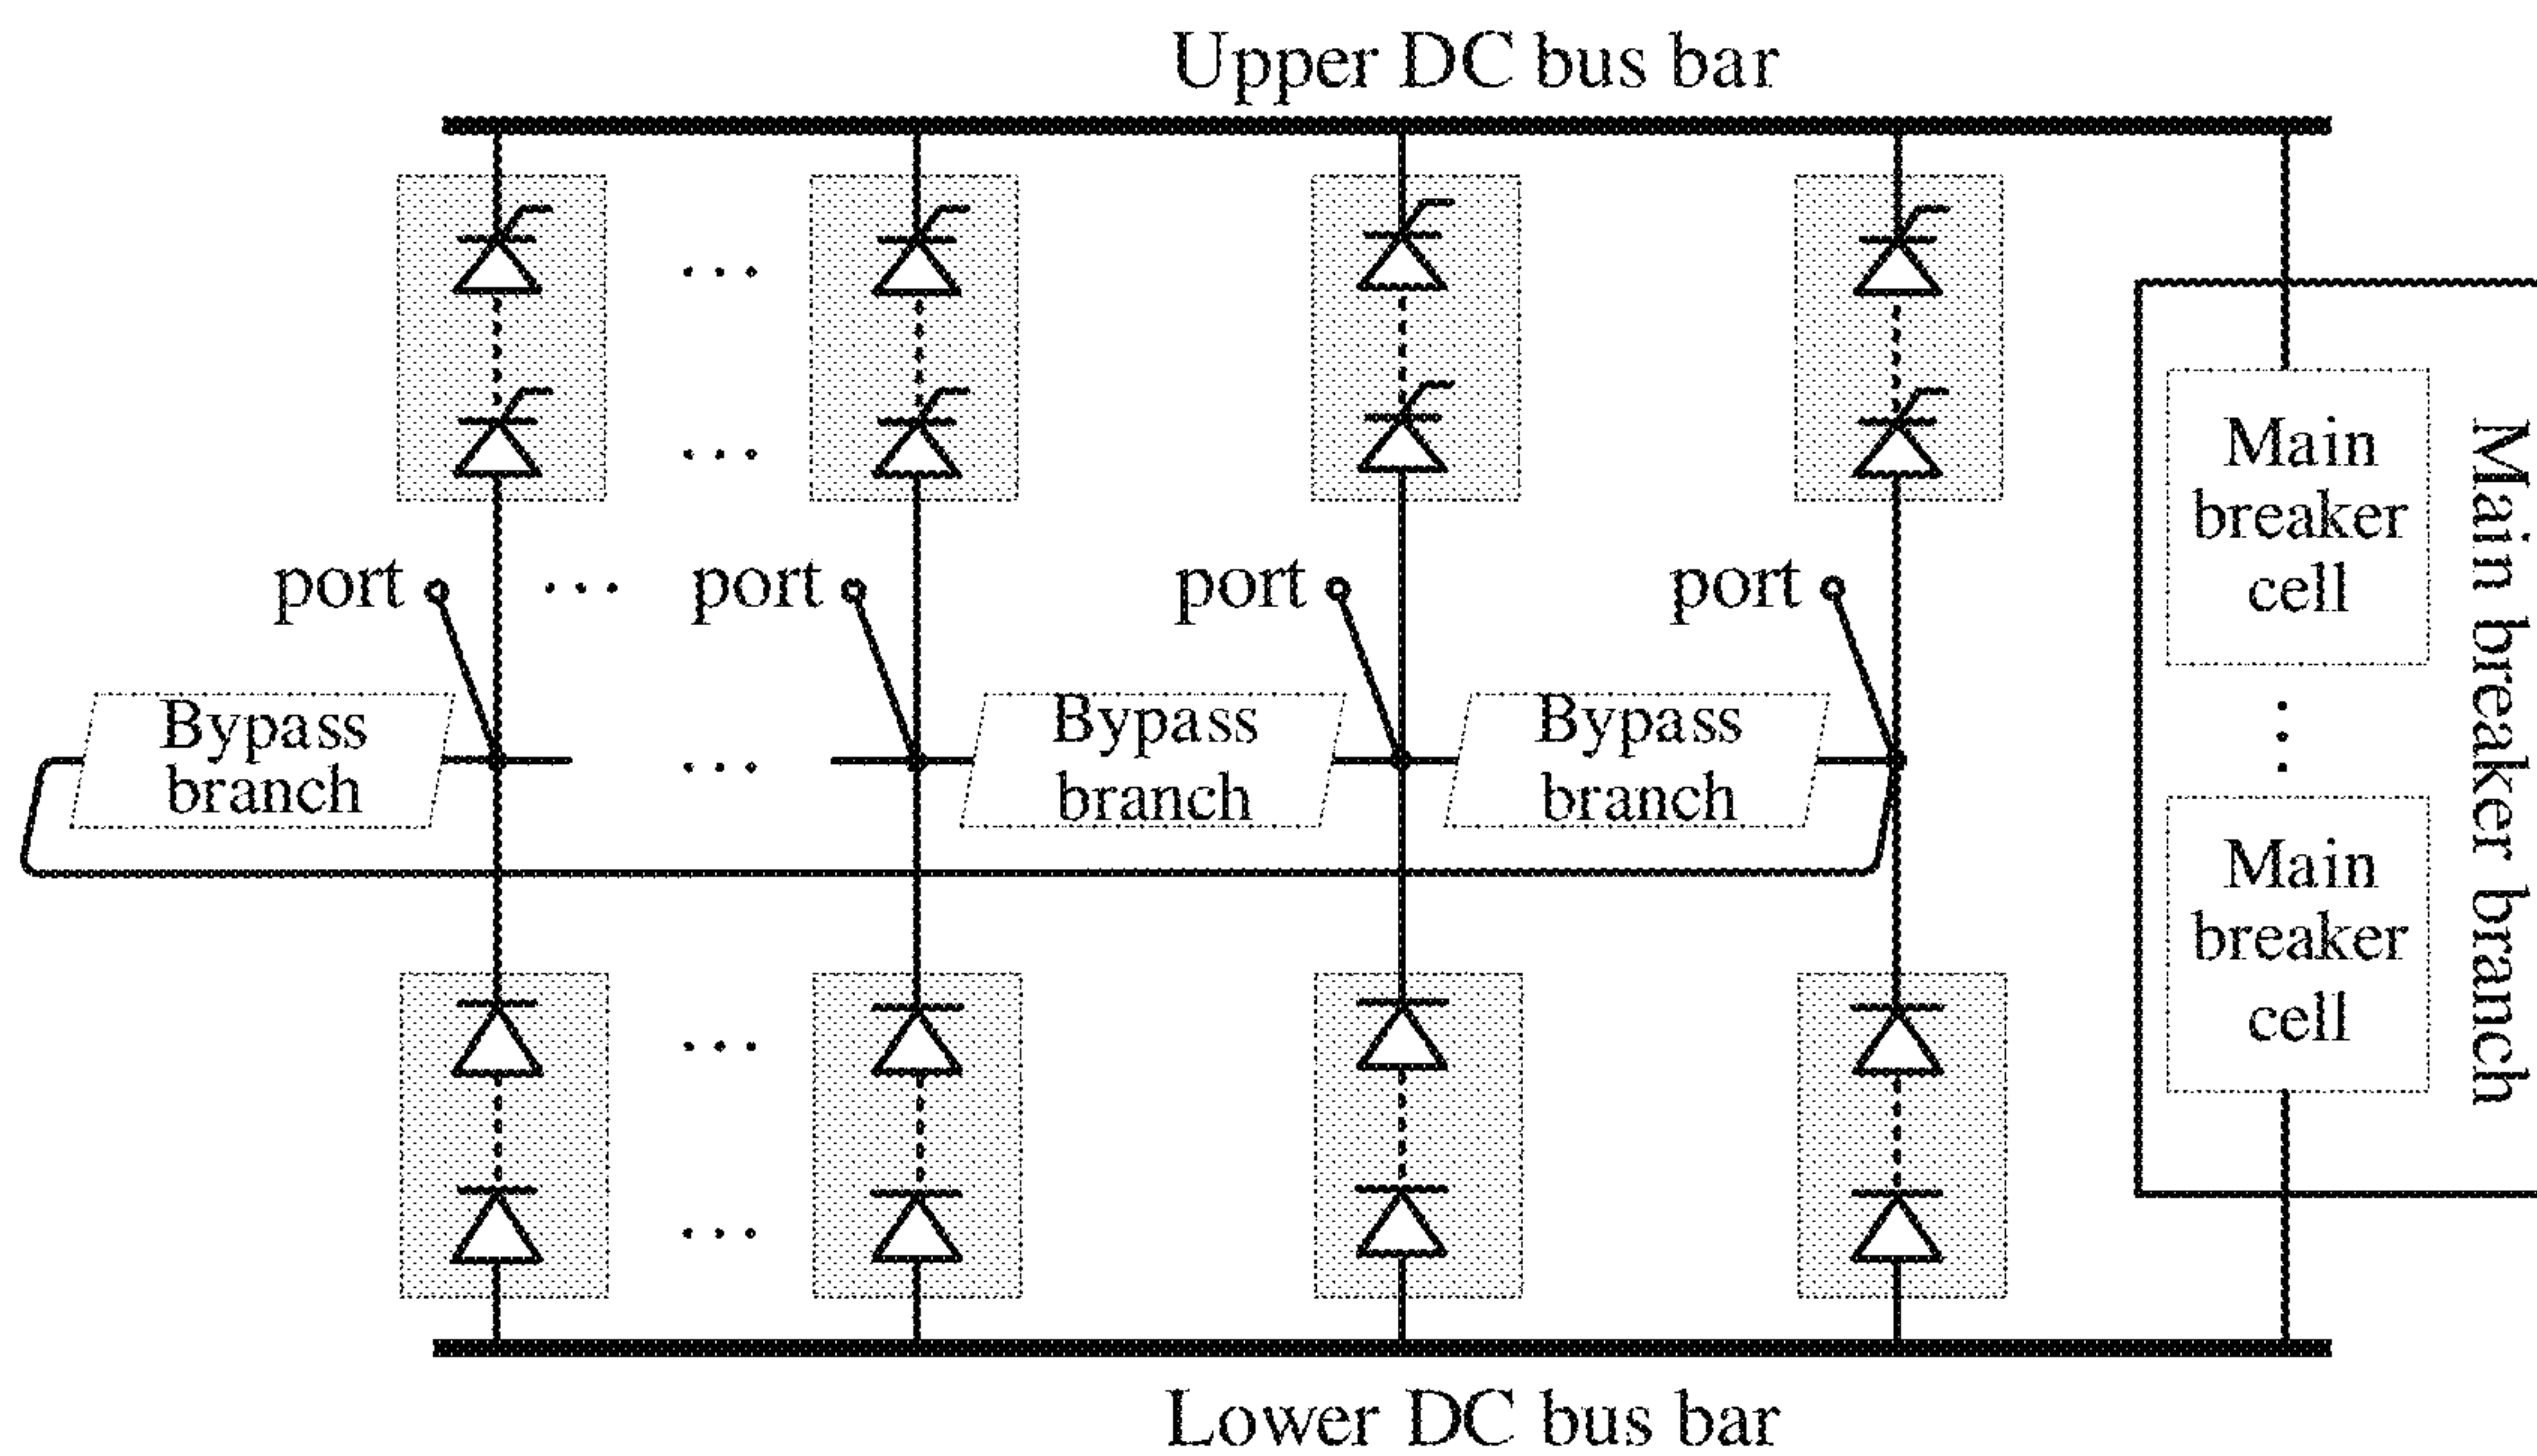 Upper DC bus bar
port
port
port
port
Bypass
branch
Bypass
branch
Bypass
branch
Main
breaker
cell
Main
breaker
cell
Main breaker branch
Lower DC bus bar